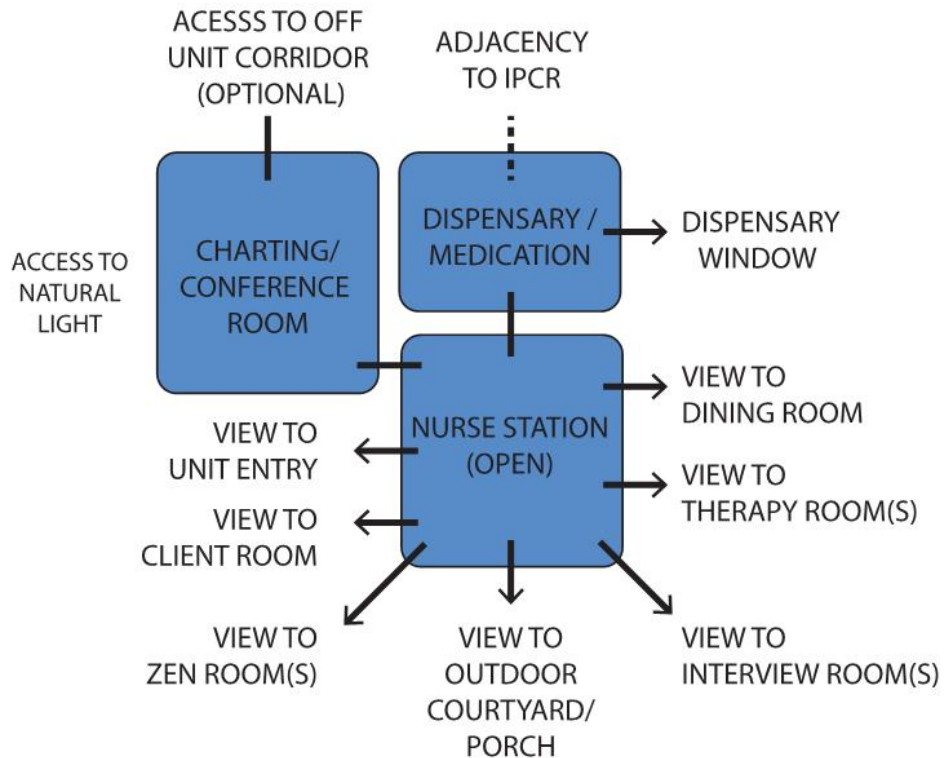 ACESSS TO OFF
UNIT CORRIDOR
(OPTIONAL)
ADJACENCY
TO IPCR
CHARTING/
CONFERENCE
ROOM
DISPENSARY /
MEDICATION
DISPENSARY
WINDOW
ACCESS TO
NATURAL
LIGHT
NURSE STATION
(OPEN)
VIEW TO
DINING ROOM
VIEW TO
UNIT ENTRY
VIEW TO
THERAPY ROOM(S)
VIEW TO
CLIENT ROOM
VIEW TO
ZEN ROOM(S)
VIEW TO
OUTDOOR
COURTYARD/
PORCH
VIEW TO
INTERVIEW ROOM(S)